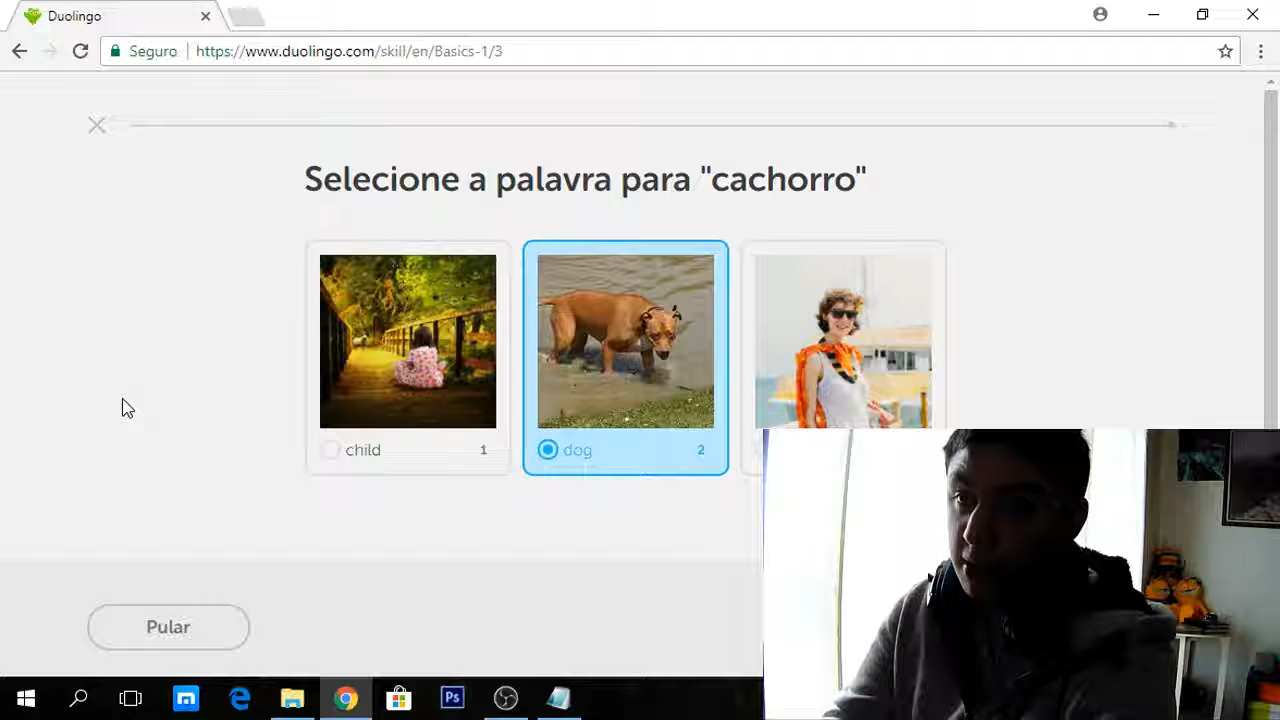 Duolingo
Seguro
https://www.duolingo.com/skill/en/Basics-1/3
Selecione a palavra para "cachorro"
child 1
dog 2
Pular
Ps